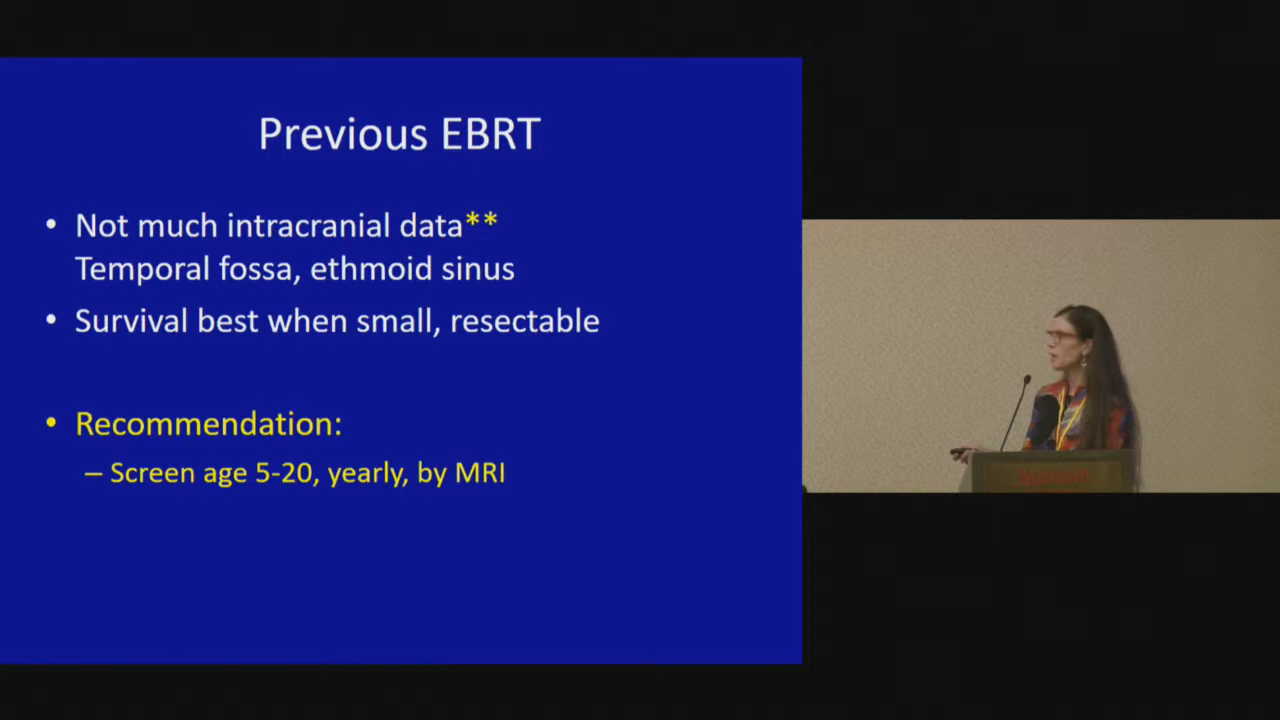 Previous EBRT
• Not much intracranial data**
Temporal fossa, ethmoid sinus
• Survival best when small, resectable
• Recommendation:
– Screen age 5-20, yearly, by MRI